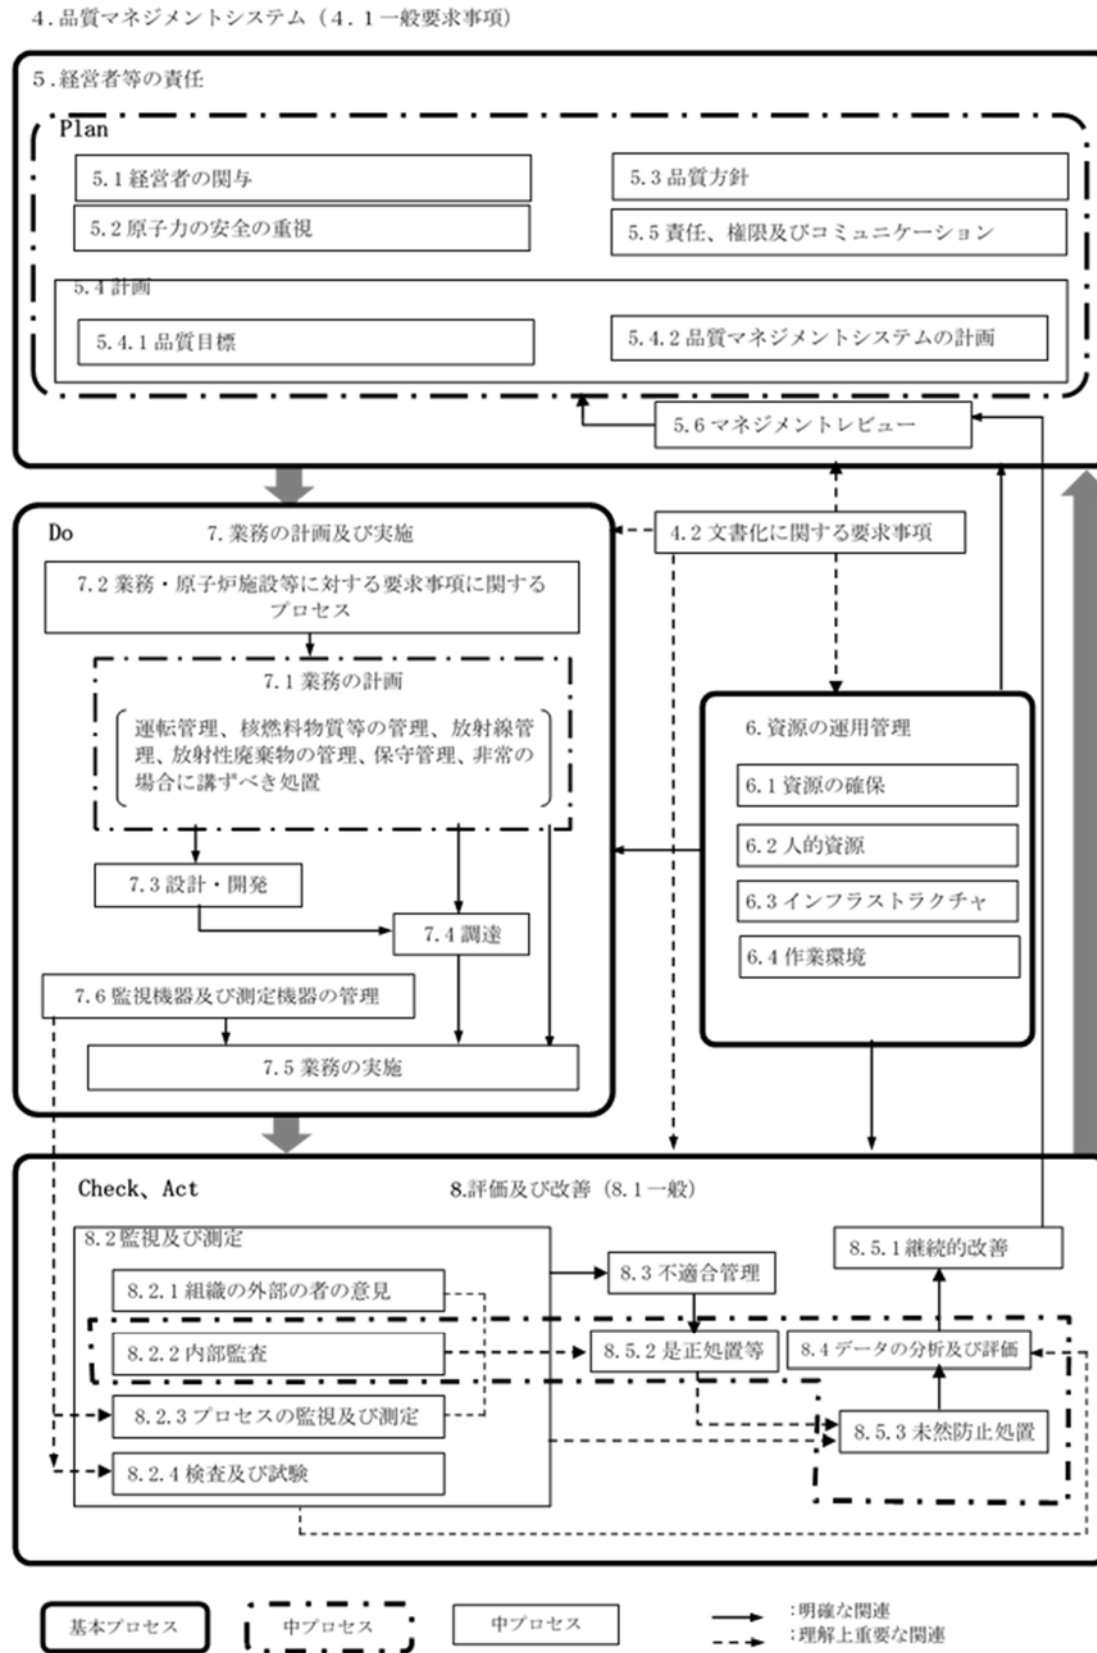 4.品質マネジメントシステム(4.1一般要求事項)
5.経営者等の責任
Plan
5.1経営者の関与
5.3品質方針
5.2原子力の安全の重視
5.5責任、権限及びコミュニケーション
5.4計画
5.4.1品質目標
5.4.2品質マネジメントシステムの計画
5.6マネジメントレビュー
Do
7.業務の計画及び実施
4.2文書化に関する要求事項
7.2業務・原子炉施設等に対する要求事項に関する
プロセス
7.1業務の計画
運転管理、核燃料物質等の管理、放射線管
理、放射性廃棄物の管理、保守管理、非常の
場合に講ずべき処置
6.資源の運用管理
6.1資源の確保
6.2人的資源
6.3インフラストラクチャ
6.4作業環境
7.3設計・開発
7.4調達
7.6監視機器及び測定機器の管理
7.5業務の実施
Check、Act
8.評価及び改善(8.1一般)
8.2監視及び測定
8.2.1組織の外部の者の意見
8.2.2内部監査
8.2.3プロセスの監視及び測定
8.2.4検査及び試験
8.3不適合管理
8.5.1継続的改善
8.5.2是正処置等
8.4データの分析及び評価
8.5.3未然防止処置
基本プロセス
中プロセス
中プロセス
:明確な関連
:理解上重要な関連